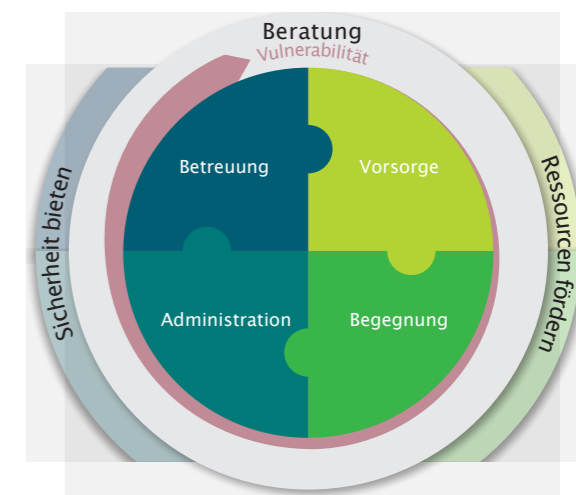 Beratung
Vulnerabilität
Betreuung
Vorsorge
Sicherheit bieten
Ressourcen fördern
Administration
Begegnung